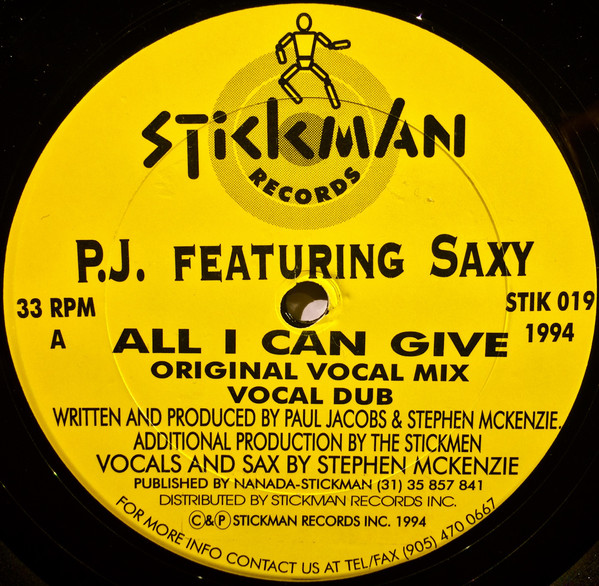 STICKMAN
RECORDS
P.J. FEATURING SAXY
33 RPM
STIK 019
A
1994
ALL I CAN GIVE
ORIGINAL VOCAL MIX
VOCAL DUB
WRITTEN AND PRODUCED BY PAUL JACOBS & STEPHEN MCKENZIE.
ADDITIONAL PRODUCTION BY THE STICKMEN
VOCALS AND SAX BY STEPHEN MCKENZIE
PUBLISHED BY NANADA-STICKMAN (31) 35 857 841
DISTRIBUTED BY STICKMAN RECORDS INC.
©&℗ STICKMAN RECORDS INC. 1994
FOR MORE INFO CONTACT US AT TEL/FAX (905) 470 0667